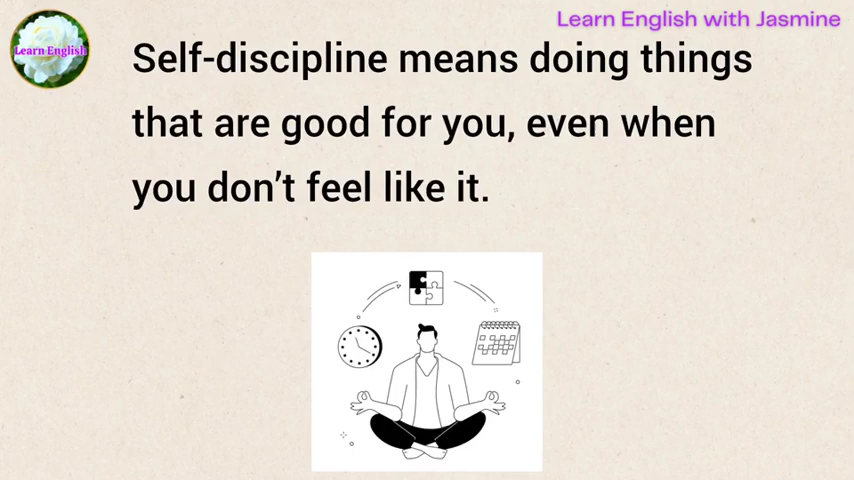 Learn English with Jasmine
Learn English
Self-discipline means doing things
that are good for you, even when
you don’t feel like it.